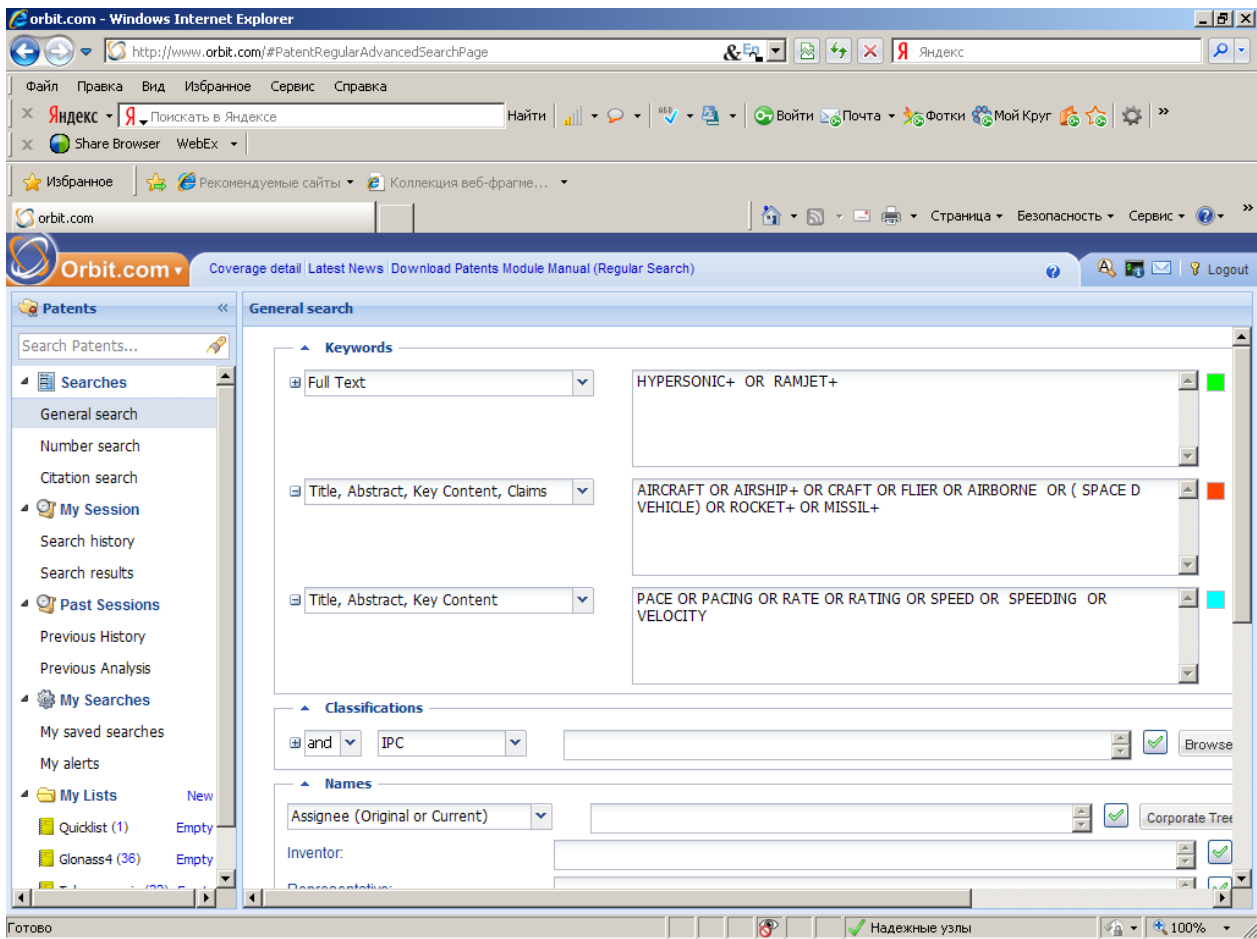 orbit.com - Windows Internet Explorer
http://www.orbit.com/#PatentRegularAdvancedSearchPage
Я Яндекс
Файл Правка Вид Избранное Сервис Справка
Яндекс Я Поискать в Яндексе Найти Войти Почта Фотки Мой Круг »
x Share Browser WebEx
Избранное Рекомендуемые сайты Коллекция веб-фрагме...
orbit.com Страница Безопасность Сервис »
Orbit.com Coverage detail Latest News Download Patents Module Manual (Regular Search) Logout
Patents «
Search Patents...
Searches
General search
Number search
Citation search
My Session
Search history
Search results
Past Sessions
Previous History
Previous Analysis
My Searches
My saved searches
My alerts
My Lists New
Quicklist (1) Empty
Glonass4 (36) Empty
General search
Keywords
Full Text
HYPERSONIC+ OR RAMJET+
Title, Abstract, Key Content, Claims
AIRCRAFT OR AIRSHIP+ OR CRAFT OR FLIER OR AIRBORNE OR ( SPACE D
VEHICLE) OR ROCKET+ OR MISSIL+
Title, Abstract, Key Content
PACE OR PACING OR RATE OR RATING OR SPEED OR SPEEDING OR
VELOCITY
Classifications
and IPC Browse
Names
Assignee (Original or Current) Corporate Tree
Inventor:
Готово Надежные узлы 100%